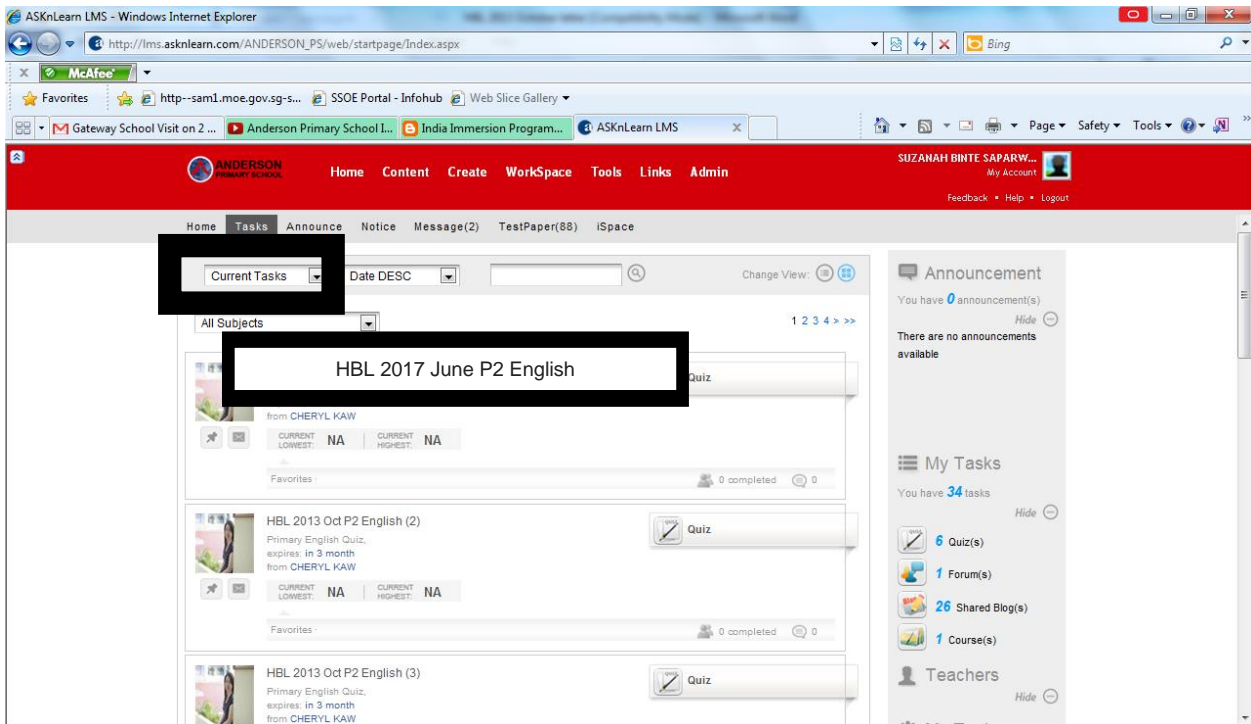 ASKnLearn LMS - Windows Internet Explorer
http://lms.asknlearn.com/ANDERSON_PS/web/startpage/Index.aspx
Bing
X McAfee
Favorites http--sam1.moe.gov.sg-s... SSOE Portal - Infohub Web Slice Gallery
Gateway School Visit on 2 ... Anderson Primary School I... India Immersion Program... ASKnLearn LMS X Page Safety Tools
ANDERSON
PRIMARY SCHOOL
Home Content Create WorkSpace Tools Links Admin
SUZANAH BINTE SAPARW...
My Account
Feedback • Help • Logout
Home Tasks Announce Notice Message(2) TestPaper(88) iSpace
Current Tasks Date DESC Change View:
All Subjects 1 2 3 4 > >>
HBL 2017 June P2 English
Quiz
from CHERYL KAW
CURRENT LOWEST: NA CURRENT HIGHEST: NA
Favorites · 0 completed 0
HBL 2013 Oct P2 English (2)
Quiz
Primary English Quiz,
expires: in 3 month
from CHERYL KAW
CURRENT LOWEST: NA CURRENT HIGHEST: NA
Favorites · 0 completed 0
HBL 2013 Oct P2 English (3)
Quiz
Primary English Quiz,
expires: in 3 month
from CHERYL KAW
Announcement
You have 0 announcement(s)
Hide
There are no announcements
available
My Tasks
You have 34 tasks
Hide
6 Quiz(s)
1 Forum(s)
26 Shared Blog(s)
1 Course(s)
Teachers
Hide